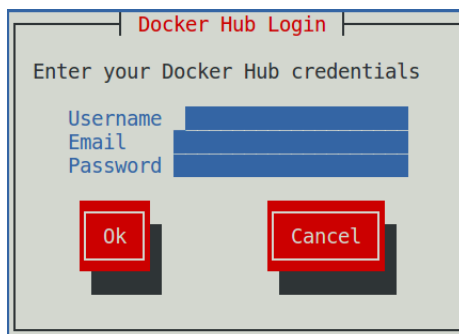 Docker Hub Login
Enter your Docker Hub credentials
Username
Email
Password
Ok Cancel